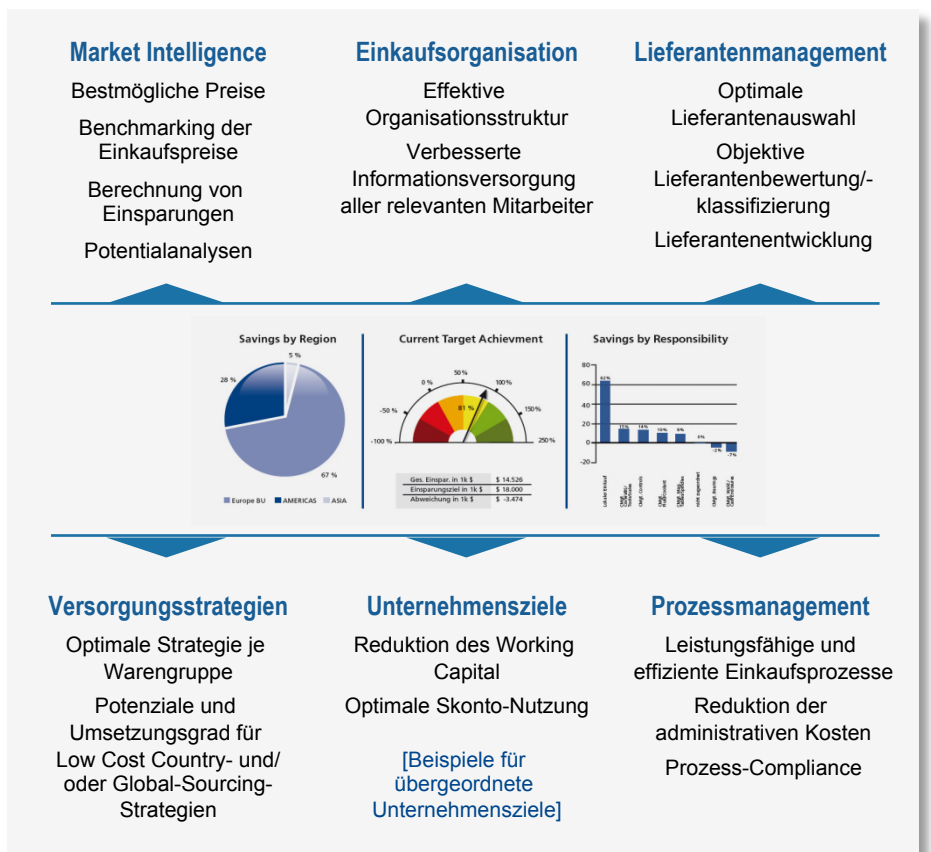 Market Intelligence
Bestmögliche Preise
Benchmarking der
Einkaufspreise
Berechnung von
Einsparungen
Potentialanalysen
Einkaufsorganisation
Effektive
Organisationsstruktur
Verbesserte
Informationsversorgung
aller relevanten Mitarbeiter
Lieferantenmanagement
Optimale
Lieferantenauswahl
Objektive
Lieferantenbewertung/-
klassifizierung
Lieferantenentwicklung
Savings by Region
5 %
28 %
67 %
Europe BU
AMERICAS
ASIA
Current Target Achievment
-100 %
-50 %
0 %
50 %
100%
150%
250 %
81 %
Ges. Einspar. in 1k $ $ 14.526
Einsparungsziel in 1k $ $ 18.000
Abweichung in 1k $ $ -3.474
Savings by Responsibility
80
60
40
20
0
-20
Lokaler Einkauf
Versorgungsstrategien
Optimale Strategie je
Warengruppe
Potenziale und
Umsetzungsgrad für
Low Cost Country- und/
oder Global-Sourcing-
Strategien
Unternehmensziele
Reduktion des Working
Capital
Optimale Skonto-Nutzung
[Beispiele für
übergeordnete
Unternehmensziele]
Prozessmanagement
Leistungsfähige und
effiziente Einkaufsprozesse
Reduktion der
administrativen Kosten
Prozess-Compliance